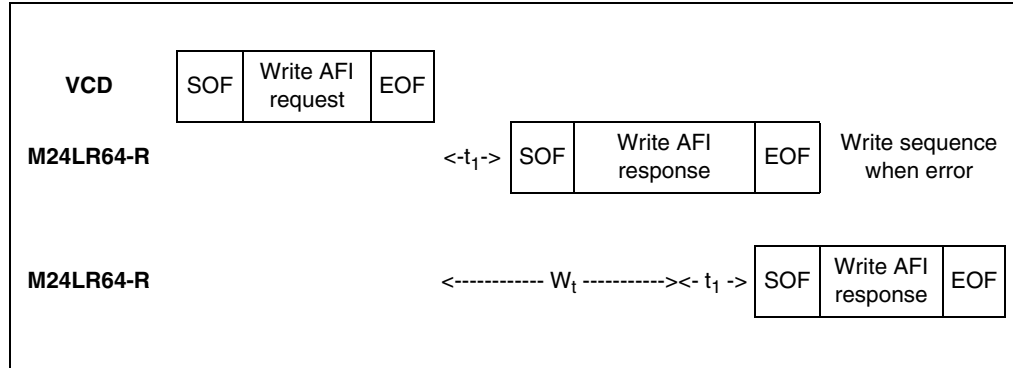 VCD SOF Write AFI request EOF
M24LR64-R <-t1-> SOF Write AFI response EOF Write sequence when error
M24LR64-R <------------ Wt -----------><- t1 -> SOF Write AFI response EOF